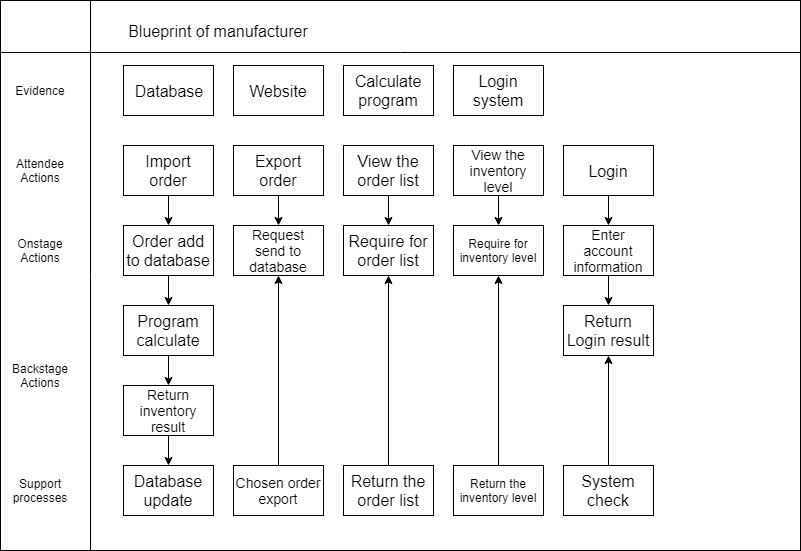 Blueprint of manufacturer
Evidence
Database
Website
Calculate
program
Login
system
Attendee
Actions
Import
order
Export
order
View the
order list
View the
inventory
level
Login
Onstage
Actions
Order add
to database
Request
send to
database
Require for
order list
Require for
inventory level
Enter
account
information
Program
calculate
Return
Login result
Backstage
Actions
Return
inventory
result
Support
processes
Database
update
Chosen order
export
Return the
order list
Return the
inventory level
System
check